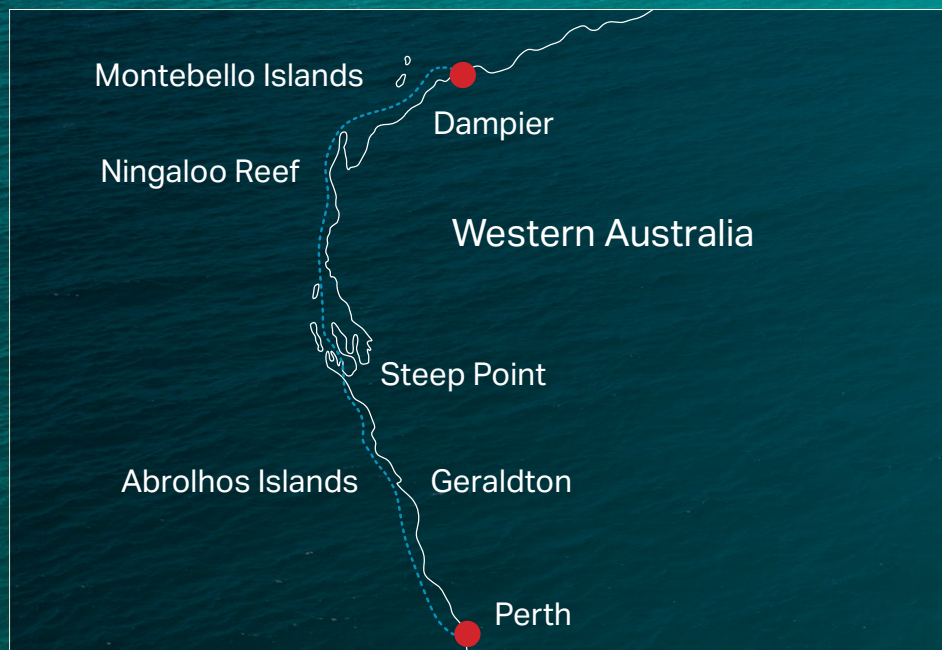 Montebello Islands
Dampier
Ningaloo Reef
Western Australia
Steep Point
Abrolhos Islands
Geraldton
Perth